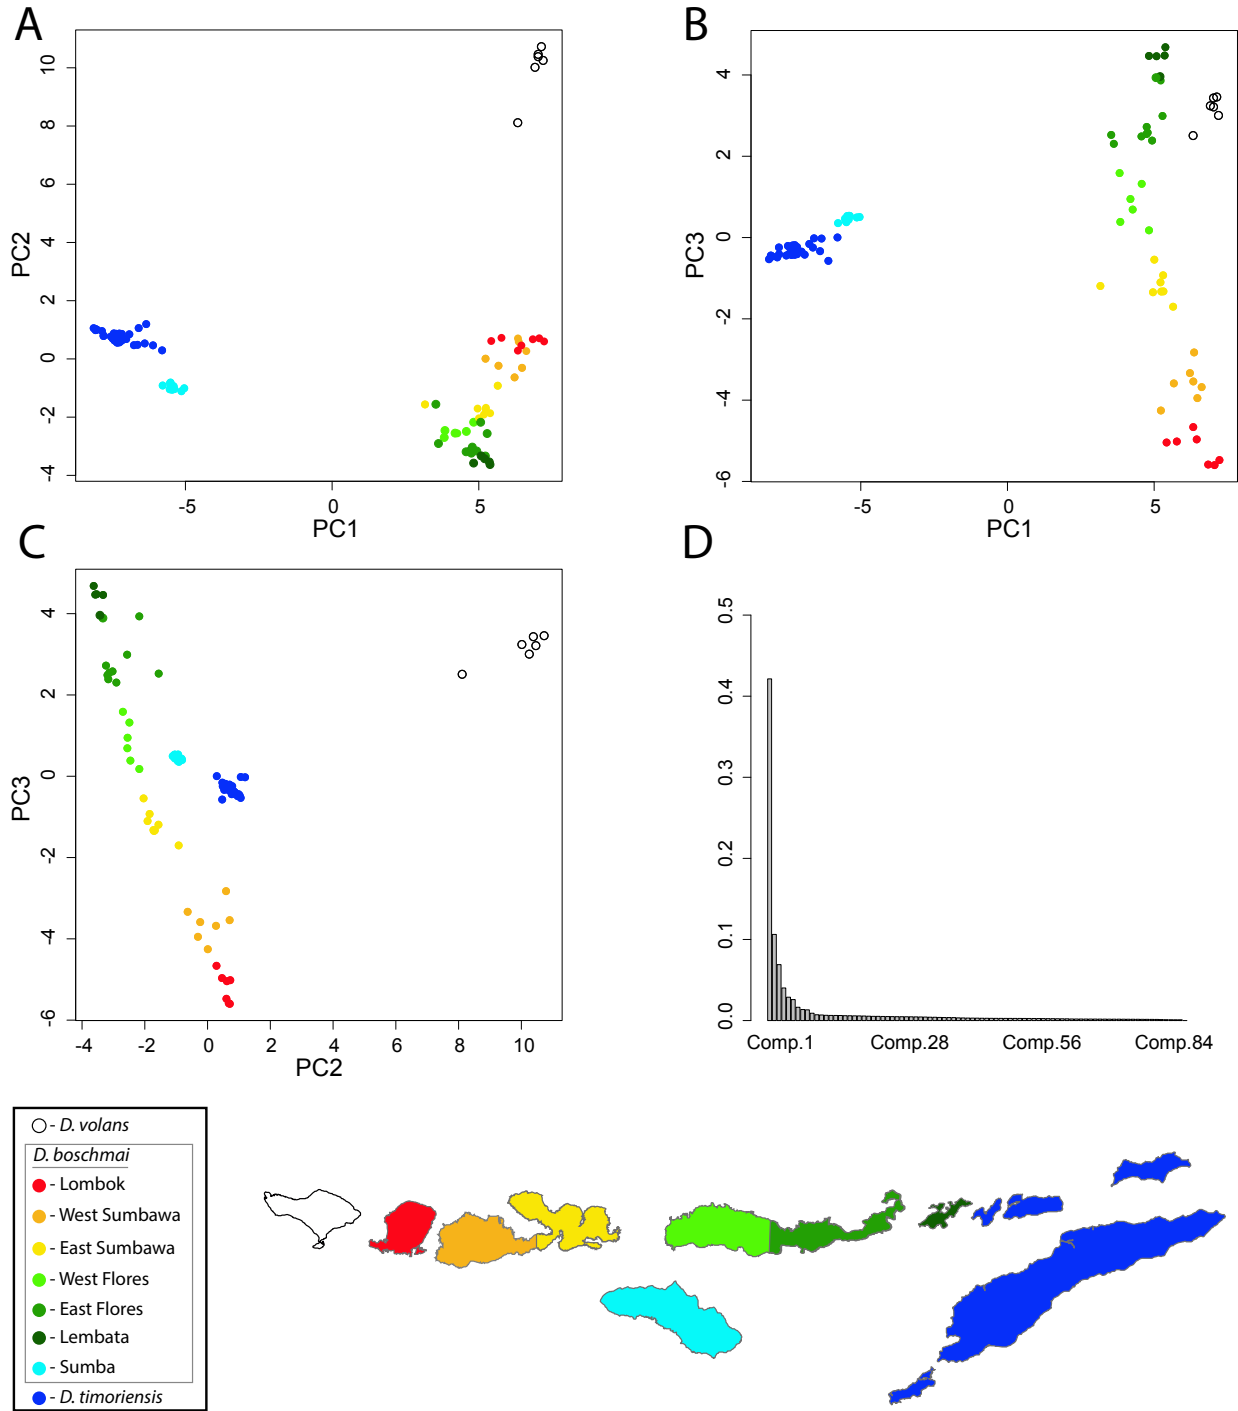 A
10
8
6
4
2
0
-2
-4
PC2
-5
0
5
PC1
B
4
2
0
-2
-4
-6
PC3
-5
0
5
PC1
C
4
2
0
-2
-4
-6
PC3
-4
-2
0
2
4
6
8
10
PC2
D
0.5
0.4
0.3
0.2
0.1
0.0
Comp.1
Comp.28
Comp.56
Comp.84
- D. volans
D. boschmai
- Lombok
- West Sumbawa
- East Sumbawa
- West Flores
- East Flores
- Lembata
- Sumba
- D. timoriensis